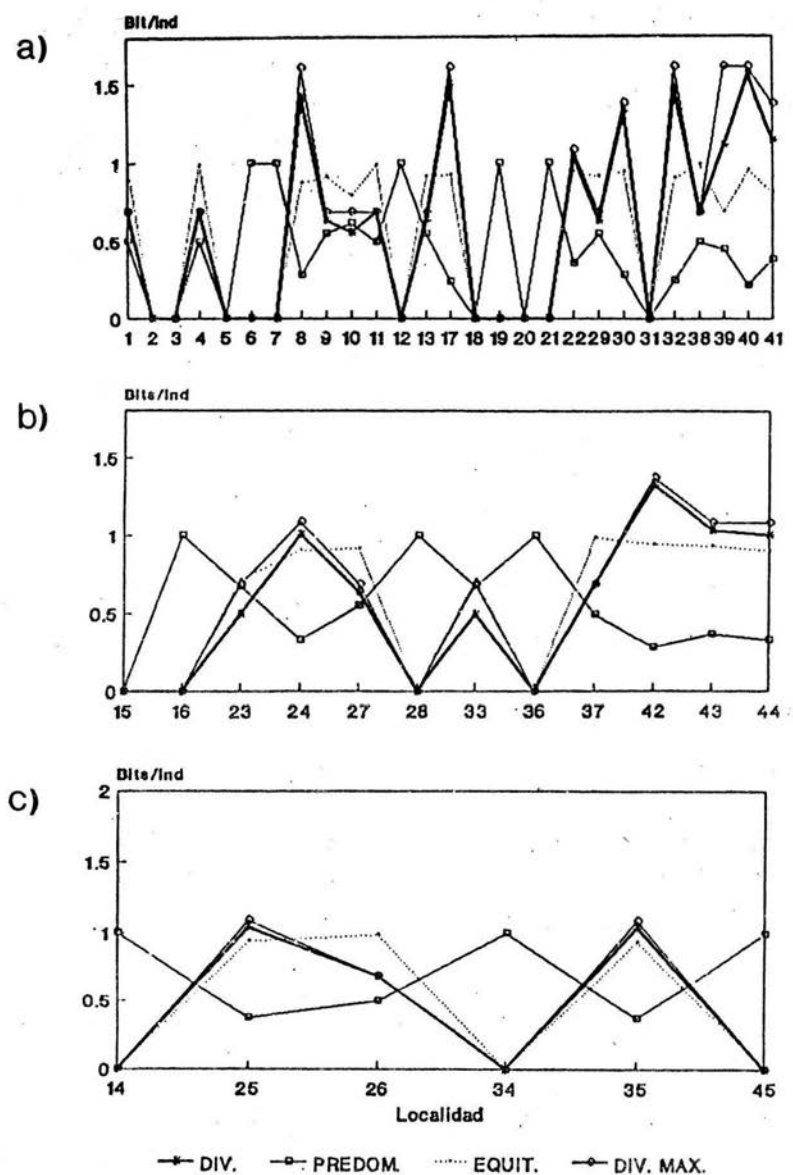 Bit/Ind
a)
1.5
1
0.5
0
1 2 3 4 5 6 7 8 9 10 11 12 13 17 18 19 20 21 22 29 30 31 32 38 39 40 41
Bits/Ind
b)
1.5
1
0.5
0
15 16 23 24 27 28 33 36 37 42 43 44
Bits/Ind
c)
2
1.5
1
0.5
0
14 25 26 34 35 45
Localidad
DIV. PREDOM. EQUIT. DIV. MAX.